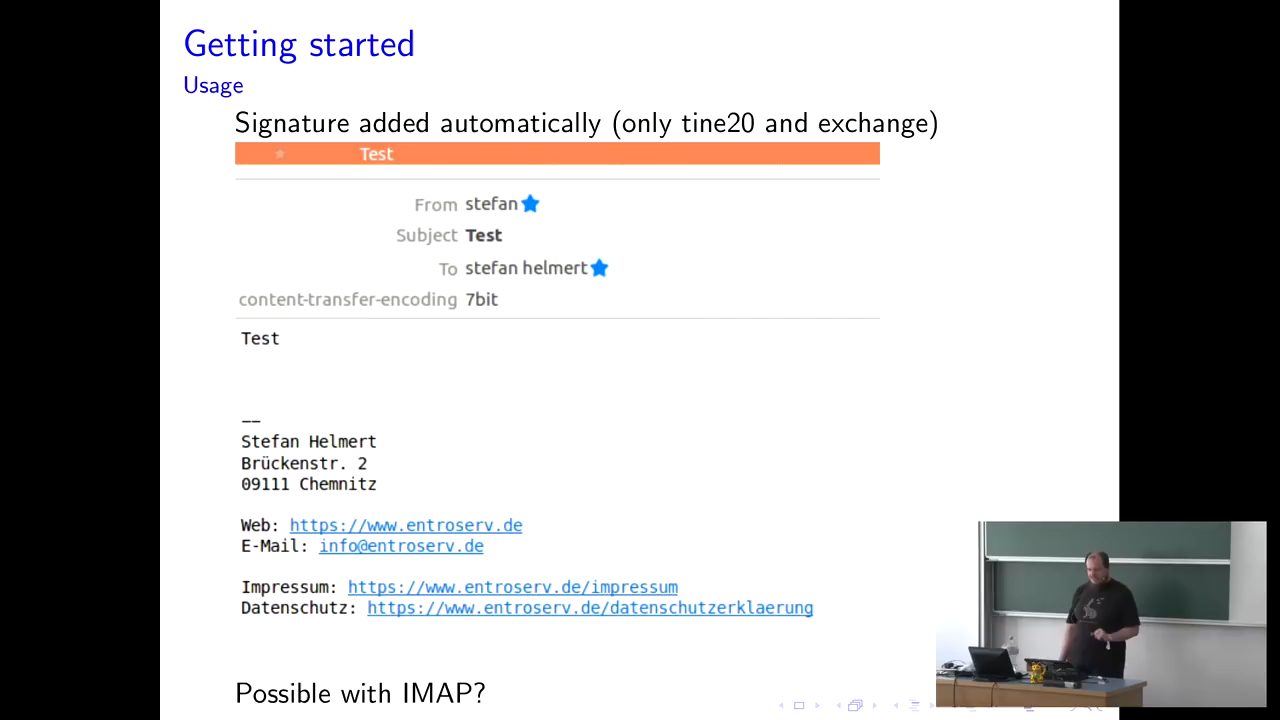 Getting started
Usage
Signature added automatically (only tine20 and exchange)
Test
From stefan
Subject Test
To stefan helmert
content-transfer-encoding 7bit
Test
--
Stefan Helmert
Brückenstr. 2
09111 Chemnitz
Web: https://www.entroserv.de
E-Mail: info@entroserv.de
Impressum: https://www.entroserv.de/impressum
Datenschutz: https://www.entroserv.de/datenschutzerklaerung
Possible with IMAP?